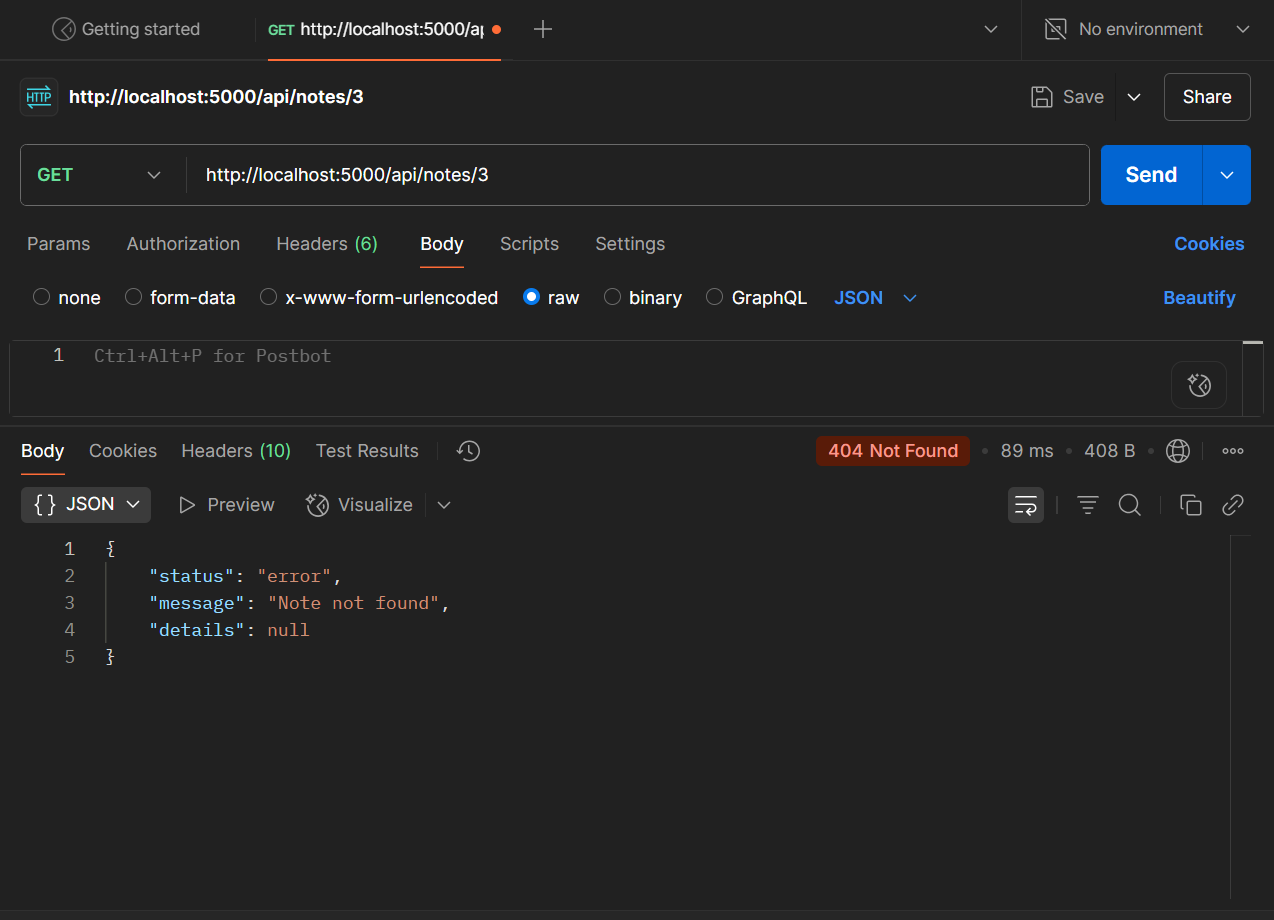 Getting started
GET http://localhost:5000/ap
No environment
HTTP http://localhost:5000/api/notes/3
Save
Share
GET http://localhost:5000/api/notes/3
Send
Params Authorization Headers (6) Body Scripts Settings Cookies
none form-data x-www-form-urlencoded raw binary GraphQL JSON Beautify
1 Ctrl+Alt+P for Postbot
Body Cookies Headers (10) Test Results 404 Not Found • 89 ms • 408 B •
{} JSON Preview Visualize
1 {
2 "status": "error",
3 "message": "Note not found",
4 "details": null
5 }